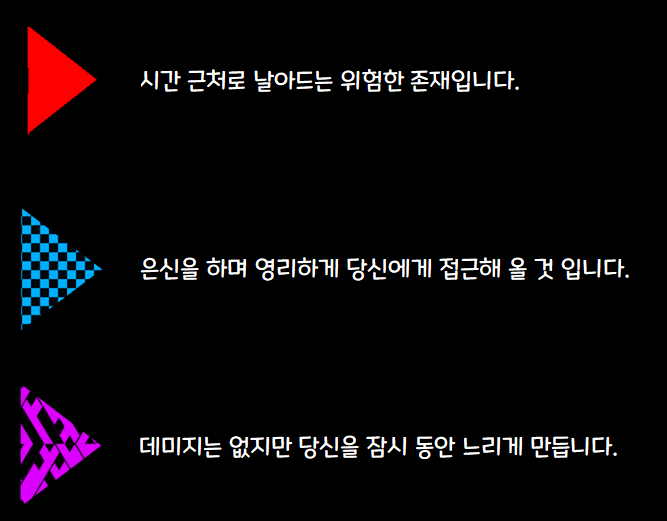 시간 근처로 날아드는 위험한 존재입니다.
은신을 하며 영리하게 당신에게 접근해 올 것 입니다.
데미지는 없지만 당신을 잠시 동안 느리게 만듭니다.